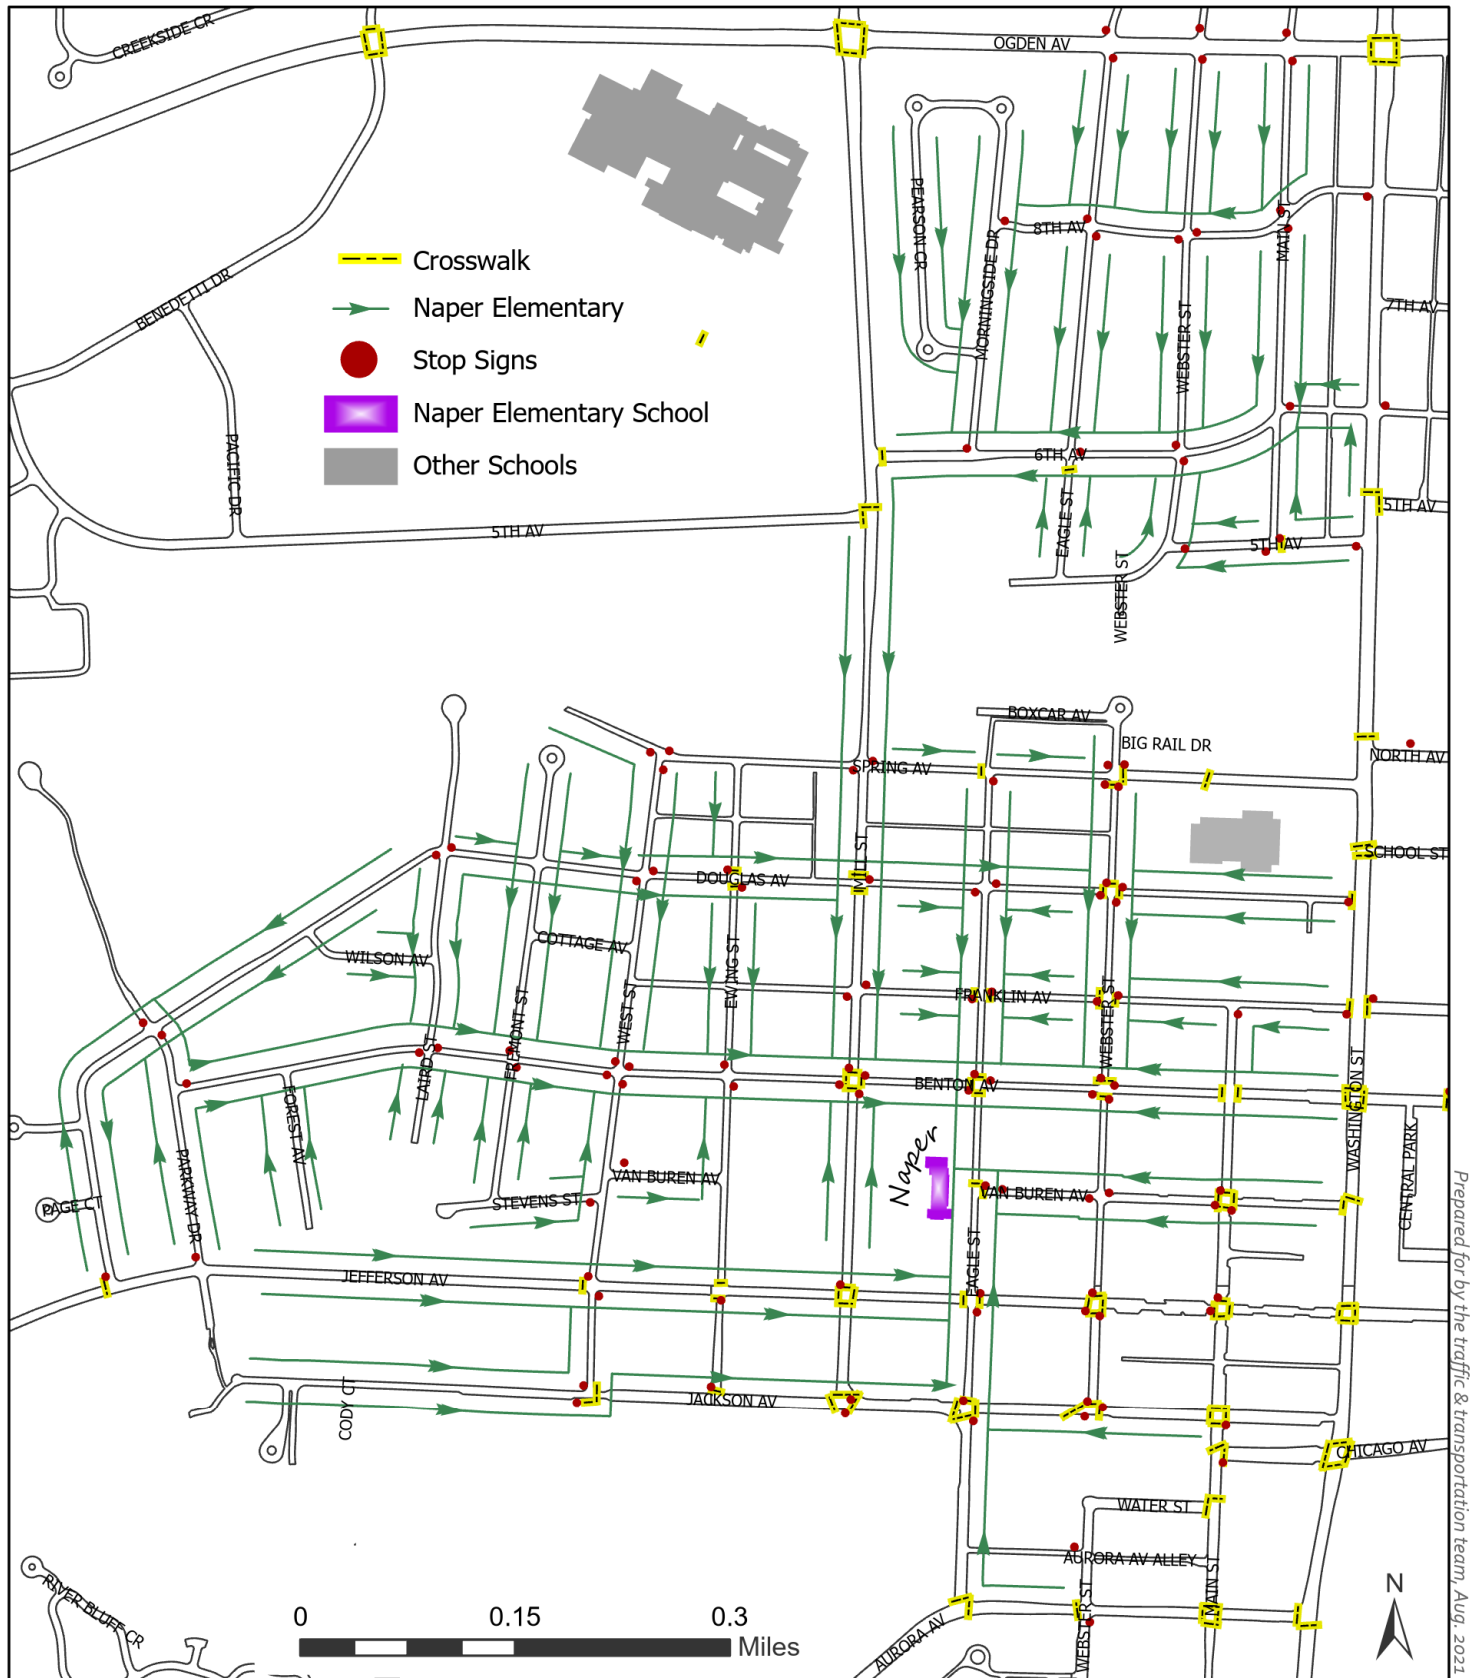 CREEKSIDE CR
OGDEN AV
PEARSON CR
MORNINGSIDE DR
8TH AV
MAIN ST
WEBSTER ST
7TH AV
BENEDETTI DR
Crosswalk
Naper Elementary
Stop Signs
Naper Elementary School
Other Schools
PACIFIC DR
6TH AV
EAGLE ST
5TH AV
5TH AV
5TH AV
WEBSTER ST
BOXCAR AV
BIG RAIL DR
NORTH AV
SPRING AV
MILL ST
SCHOOL ST
DOUGLAS AV
COTTAGE AV
WILSON AV
EWING ST
WEST ST
FREMONT ST
LAIRD ST
FRANKLIN AV
WEBSTER ST
WASHINGTON ST
BENTON AV
FOREST AV
PARKWAY DR
PAGE CT
Naper
VAN BUREN AV
VAN BUREN AV
STEVENS ST
CENTRAL PARK
EAGLE ST
JEFFERSON AV
CODY CT
JACKSON AV
CHICAGO AV
WATER ST
AURORA AV ALLEY
MAIN ST
WEBSTER ST
AURORA AV
RIVER BLUFF CR
0 0.15 0.3
Miles
N
Prepared for by the traffic & transportation team, Aug. 2021